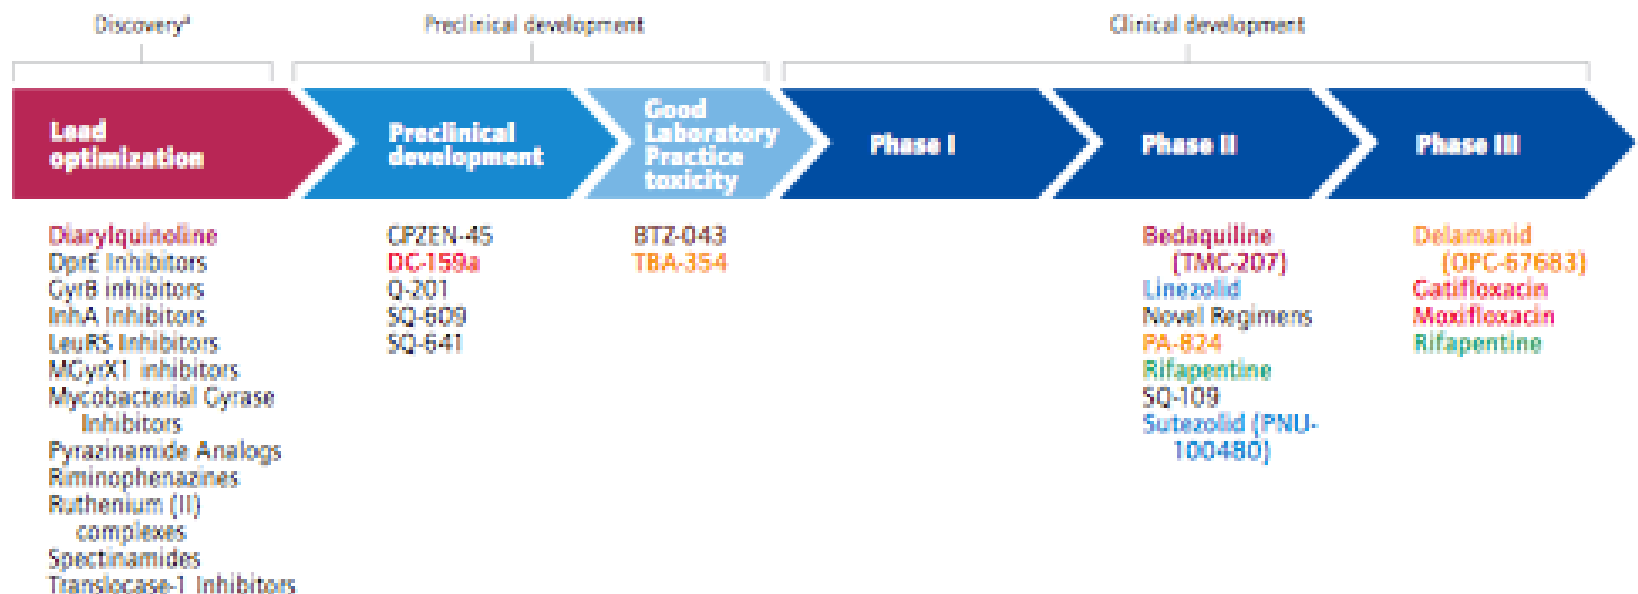 Discoveryᵃ
Preclinical development
Clinical development
Lead
optimization
Preclinical
development
Good
Laboratory
Practice
toxicity
Phase I
Phase II
Phase III
Diarylquinoline
DprE Inhibitors
GyrB inhibitors
InhA Inhibitors
LeuRS Inhibitors
MGyrX1 inhibitors
Mycobacterial Gyrase
Inhibitors
Pyrazinamide Analogs
Riminophenazines
Ruthenium (II)
complexes
Spectinamides
Translocase-1 Inhibitors
CPZEN-45
DC-159a
Q-201
SQ-609
SQ-641
BTZ-043
TBA-354
Bedaquiline
(TMC-207)
Linezolid
Novel Regimens
PA-824
Rifapentine
SQ-109
Sutezolid (PNU-
100480)
Delamanid
(OPC-67683)
Gatifloxacin
Moxifloxacin
Rifapentine